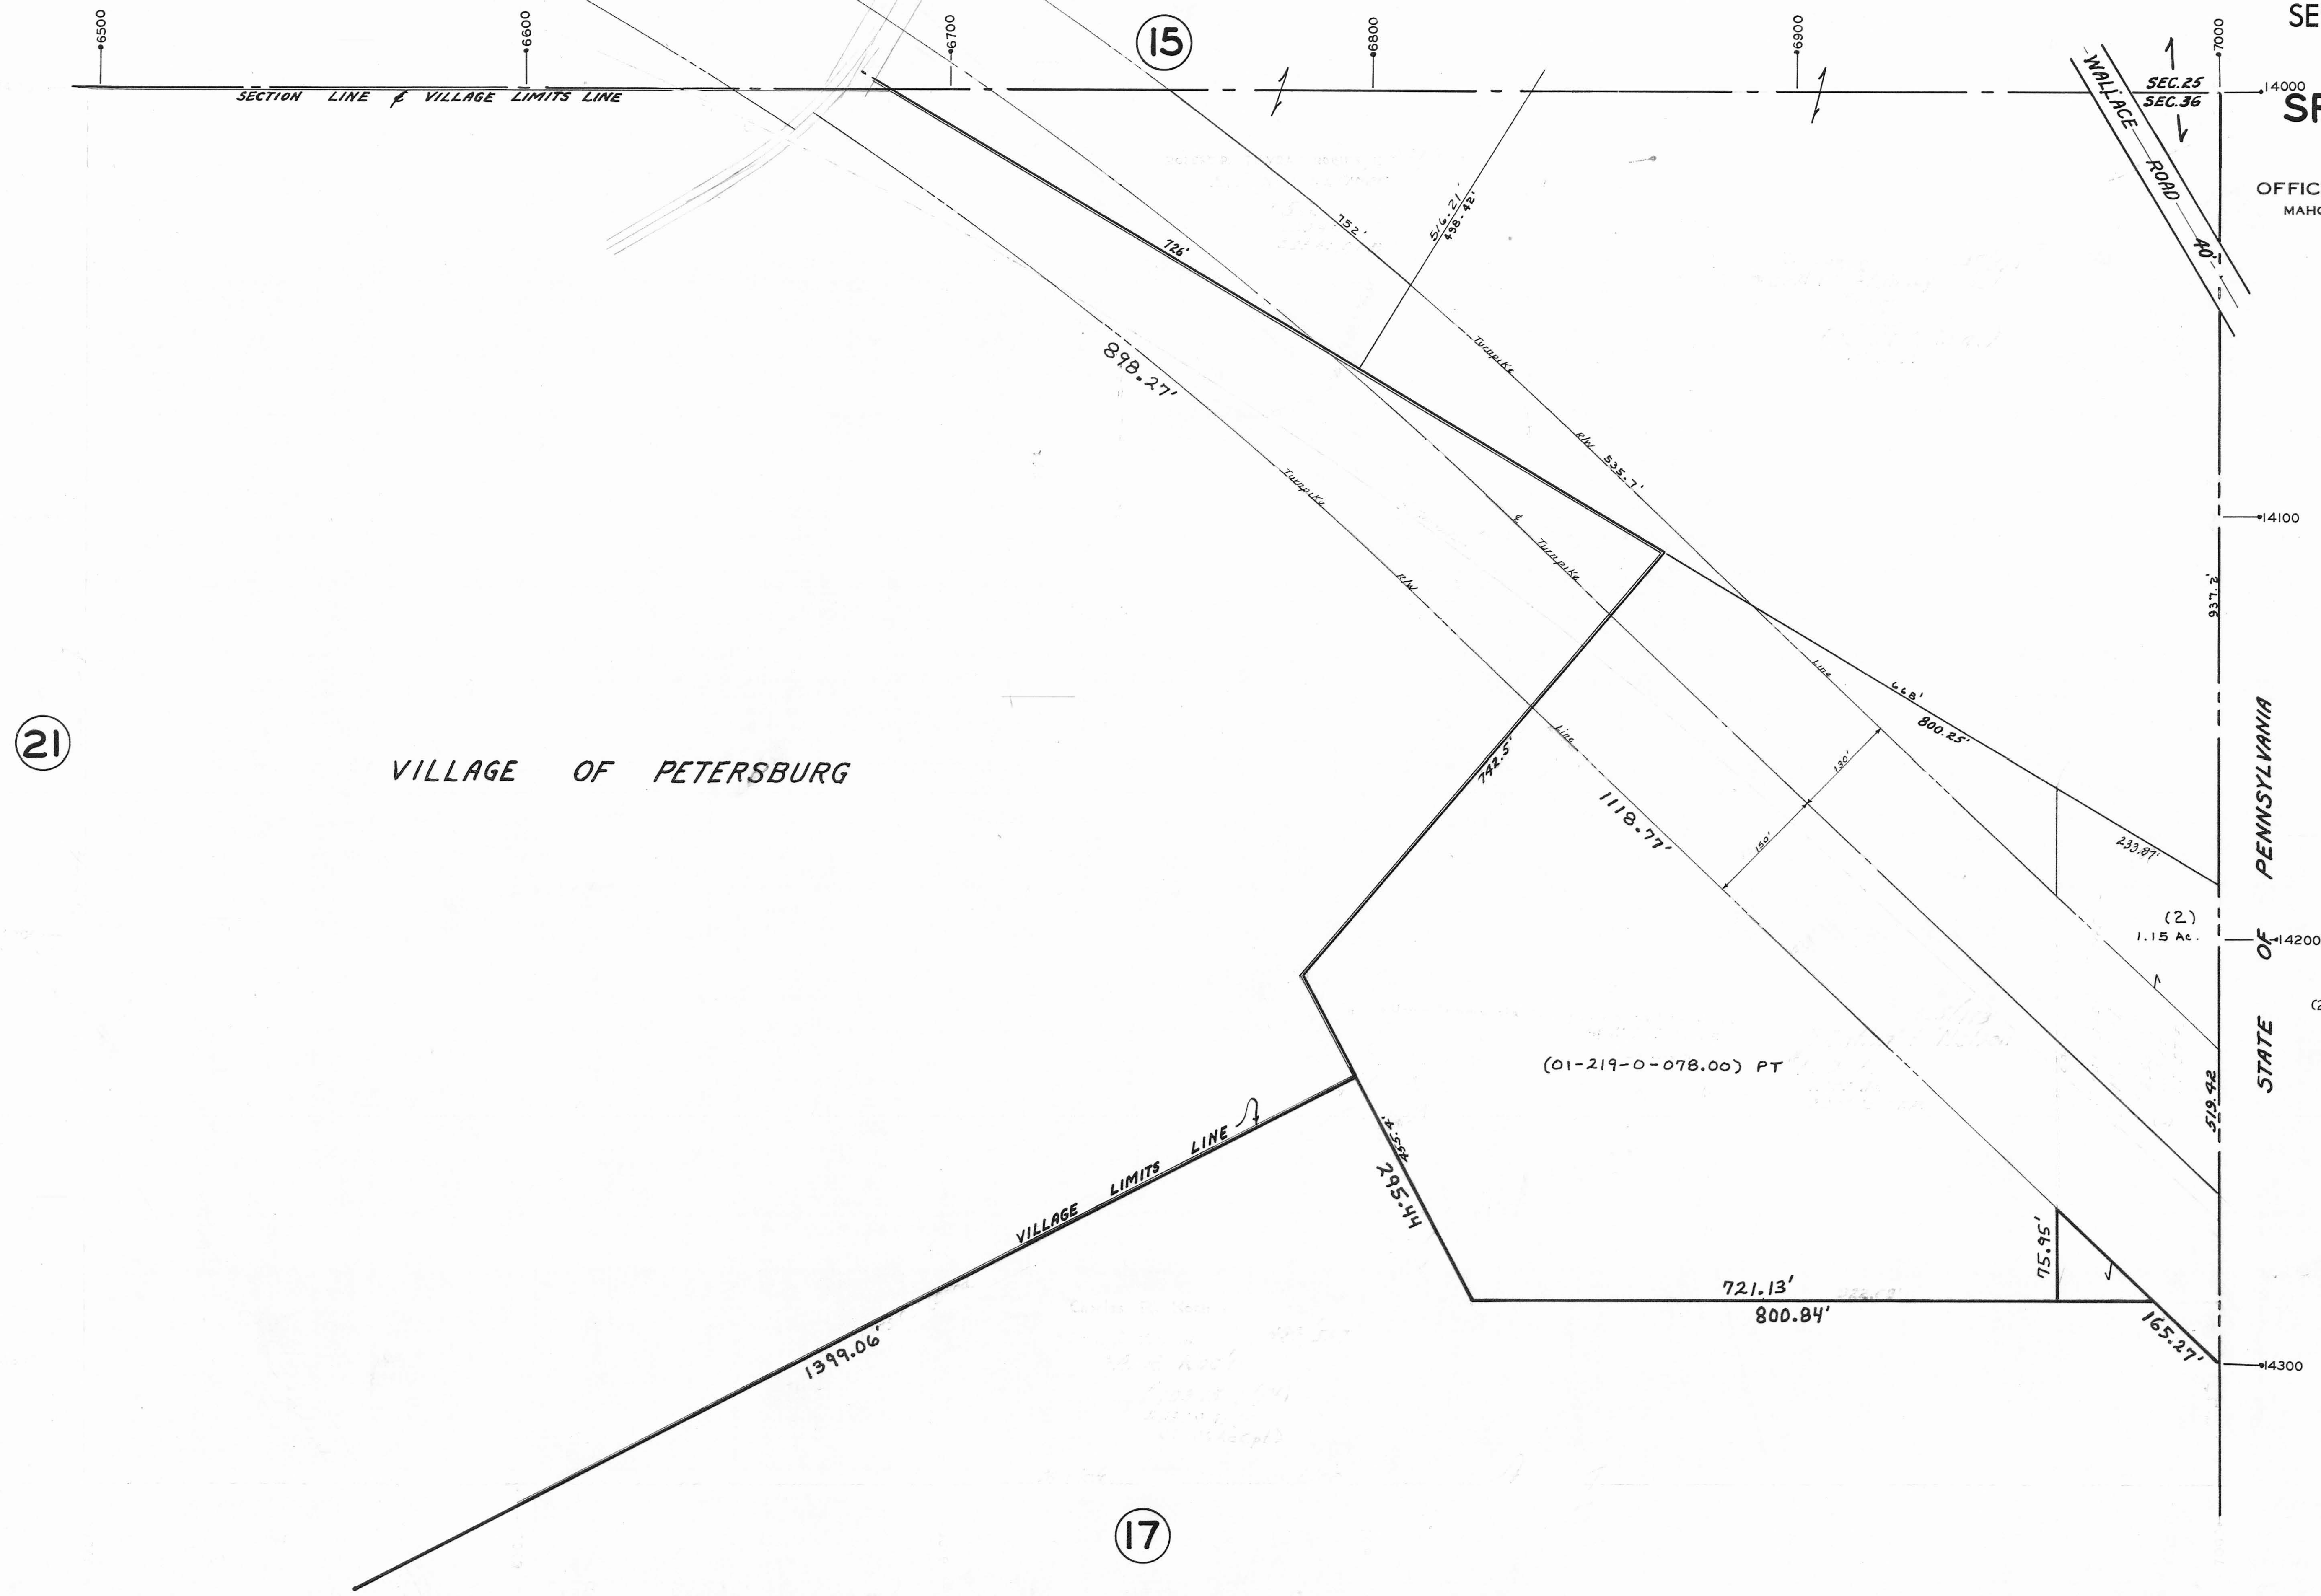 6500
6600
6700
15
6800
6900
7000
SECTION LINE & VILLAGE LIMITS LINE
SEC.25
SEC.36
14000
WALLACE ROAD 40'
OFFIC
MAHO
726'
752'
516.21'
498.42'
898.27'
Turnpike R/W 535.7' Line
Turnpike R/W Line
₵ Turnpike
14100
937.2'
668'
800.25'
21
VILLAGE OF PETERSBURG
742.5'
130'
150'
1118.77'
233.87'
(2)
1.15 Ac.
14200
STATE OF PENNSYLVANIA
(01-219-0-078.00) PT
519.42
VILLAGE LIMITS LINE
295.44
75.95'
721.13'
800.84'
165.27'
1399.06'
14300
17